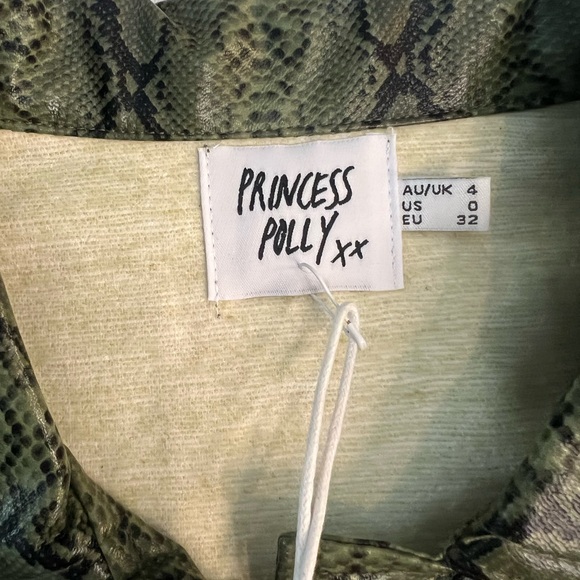 PRINCESS
POLLY xx
AU/UK 4
US 0
EU 32